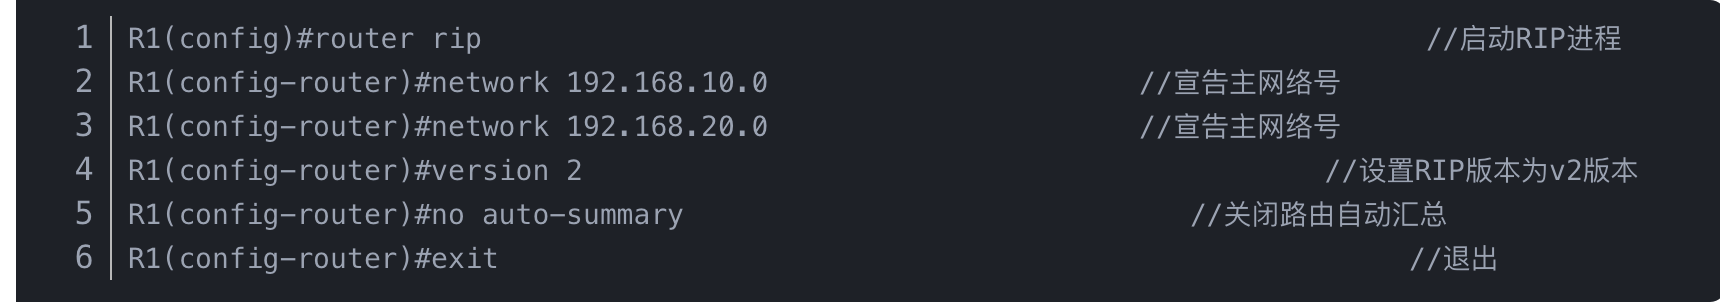 1 R1(config)#router rip //启动RIP进程
2 R1(config-router)#network 192.168.10.0 //宣告主网络号
3 R1(config-router)#network 192.168.20.0 //宣告主网络号
4 R1(config-router)#version 2 //设置RIP版本为v2版本
5 R1(config-router)#no auto-summary //关闭路由自动汇总
6 R1(config-router)#exit //退出